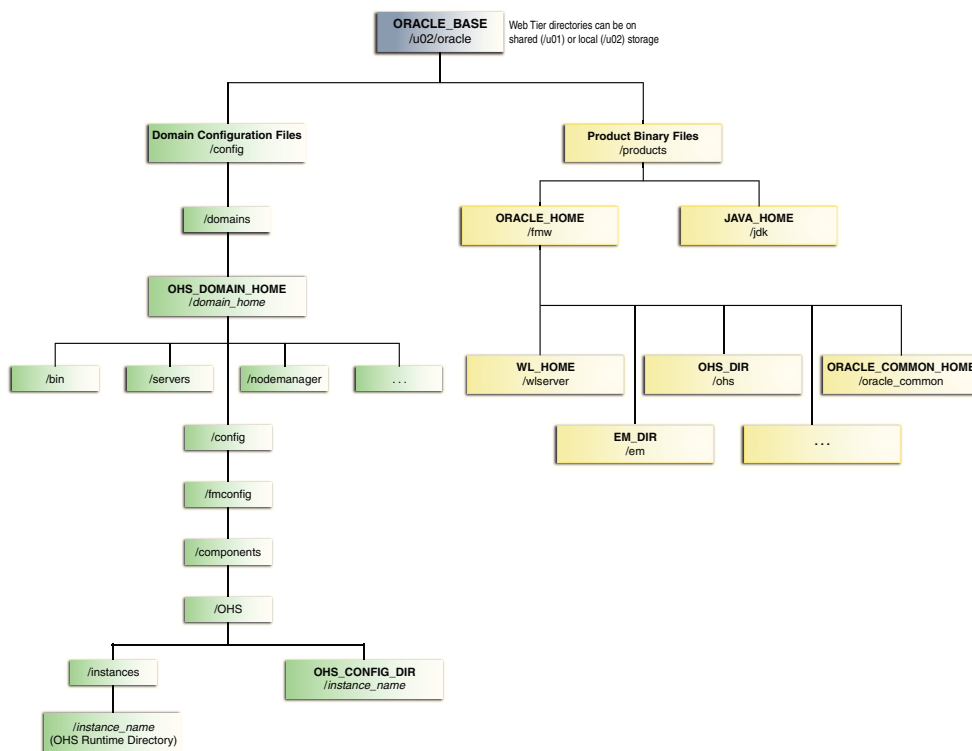 ORACLE_BASE
/u02/oracle
Web Tier directories can be on
shared (/u01) or local (/u02) storage
Domain Configuration Files
/config
Product Binary Files
/products
/domains
ORACLE_HOME
/fmw
JAVA_HOME
/jdk
OHS_DOMAIN_HOME
/domain_home
/bin
/servers
/nodemanager
. . .
WL_HOME
/wlserver
OHS_DIR
/ohs
ORACLE_COMMON_HOME
/oracle_common
EM_DIR
/em
. . .
/config
/fmconfig
/components
/OHS
/instances
OHS_CONFIG_DIR
/instance_name
/instance_name
(OHS Runtime Directory)